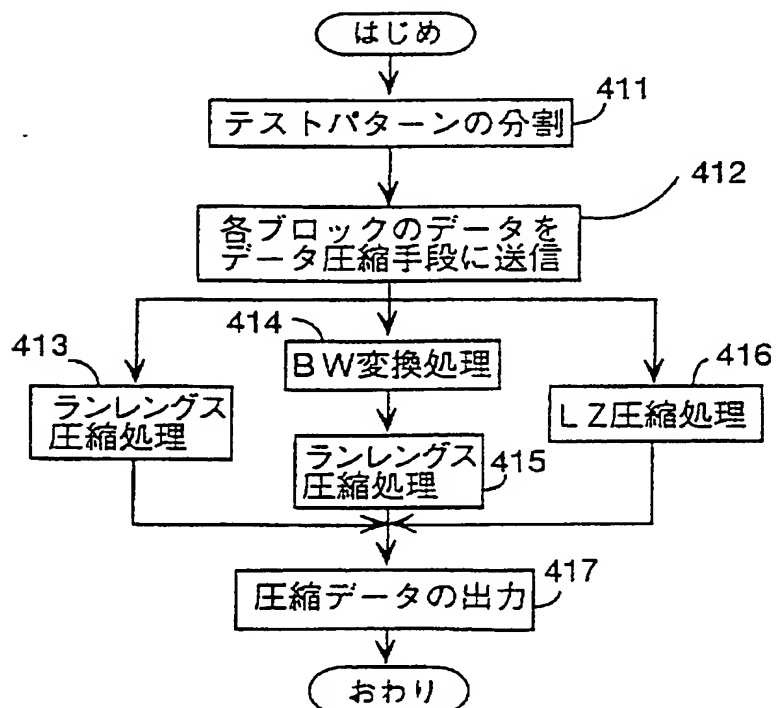 はじめ
411
テストパターンの分割
412
各ブロックのデータを
データ圧縮手段に送信
413
ランレングス
圧縮処理
414
BW変換処理
ランレングス
圧縮処理
415
416
LZ圧縮処理
417
圧縮データの出力
おわり